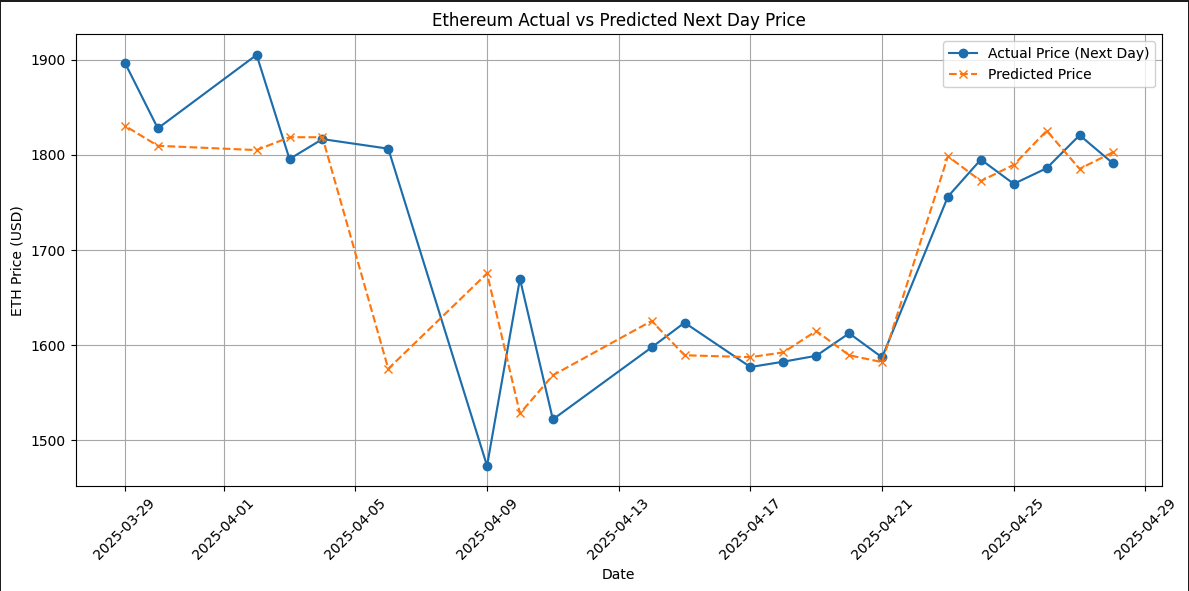 Ethereum Actual vs Predicted Next Day Price
Actual Price (Next Day)
Predicted Price
ETH Price (USD)
1900
1800
1700
1600
1500
2025-03-29
2025-04-01
2025-04-05
2025-04-09
2025-04-13
2025-04-17
2025-04-21
2025-04-25
2025-04-29
Date